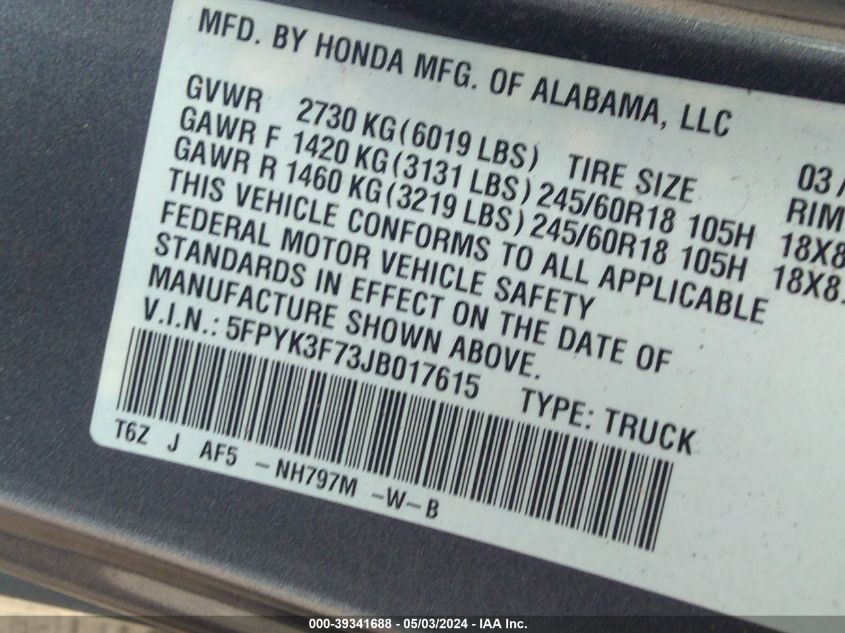 MFD. BY HONDA MFG. OF ALABAMA, LLC
GVWR 2730 KG(6019 LBS) TIRE SIZE 03/
GAWR F 1420 KG(3131 LBS) 245/60R18 105H RIM
GAWR R 1460 KG(3219 LBS) 245/60R18 105H 18X8
THIS VEHICLE CONFORMS TO ALL APPLICABLE 18X8.
FEDERAL MOTOR VEHICLE SAFETY
STANDARDS IN EFFECT ON THE DATE OF
MANUFACTURE SHOWN ABOVE.
V.I.N.: 5FPYK3F73JB017615 TYPE: TRUCK
T6Z J AF5 -NH797M -W-B
000-39341688 — 05/03/2024 - IAA Inc.